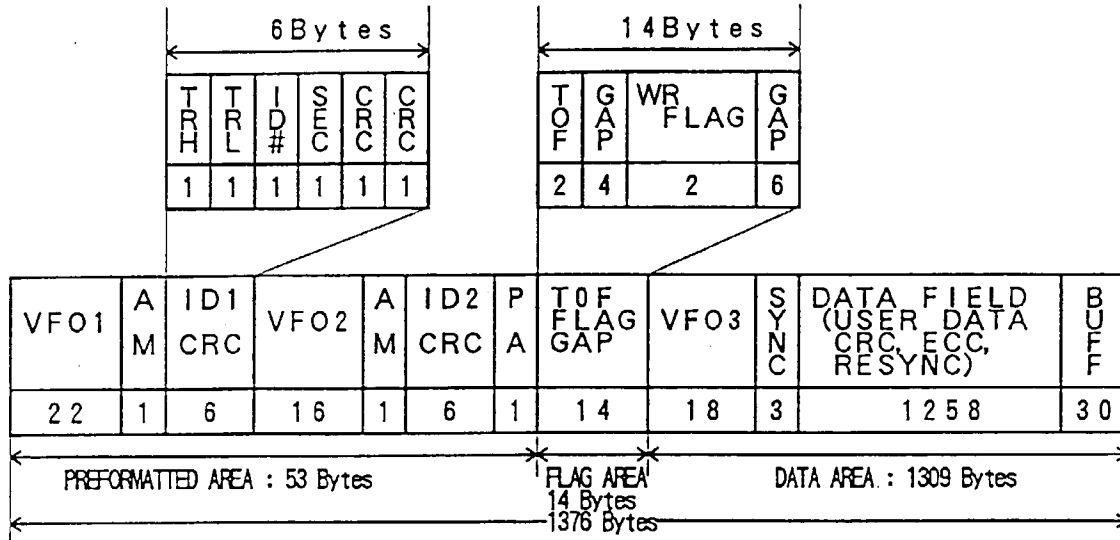 6Bytes
14Bytes
TRH TRL ID# SEC CRC CRC
TOF GAP WR FLAG GAP
1 1 1 1 1 1
2 4 2 6
VFO1 AM ID1 CRC VFO2 AM ID2 CRC PA TOF FLAG GAP VFO3 SYNC DATA FIELD (USER DATA CRC, ECC, RESYNC) BUFF
22 1 6 16 1 6 1 14 18 3 1258 30
PREFORMATTED AREA : 53 Bytes
FLAG AREA
14 Bytes
DATA AREA. : 1309 Bytes
1376 Bytes